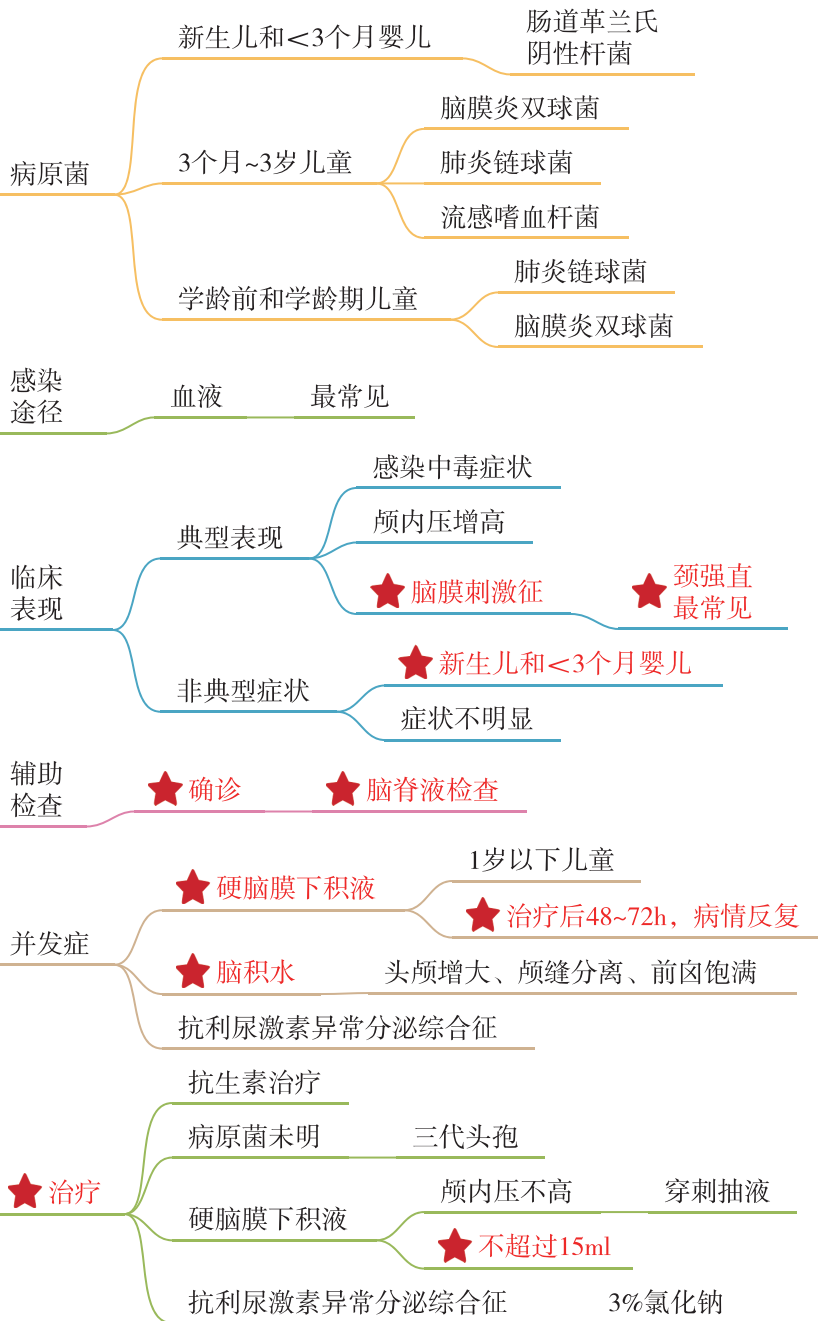 病原菌
新生儿和<3个月婴儿
肠道革兰氏
阴性杆菌
3个月~3岁儿童
脑膜炎双球菌
肺炎链球菌
流感嗜血杆菌
学龄前和学龄期儿童
肺炎链球菌
脑膜炎双球菌
感染
途径
血液
最常见
临床
表现
典型表现
感染中毒症状
颅内压增高
脑膜刺激征
颈强直
最常见
非典型症状
新生儿和<3个月婴儿
症状不明显
辅助
检查
确诊
脑脊液检查
并发症
硬脑膜下积液
1岁以下儿童
治疗后48~72h，病情反复
脑积水
头颅增大、颅缝分离、前囟饱满
抗利尿激素异常分泌综合征
治疗
抗生素治疗
病原菌未明
三代头孢
硬脑膜下积液
颅内压不高
穿刺抽液
不超过15ml
抗利尿激素异常分泌综合征
3%氯化钠